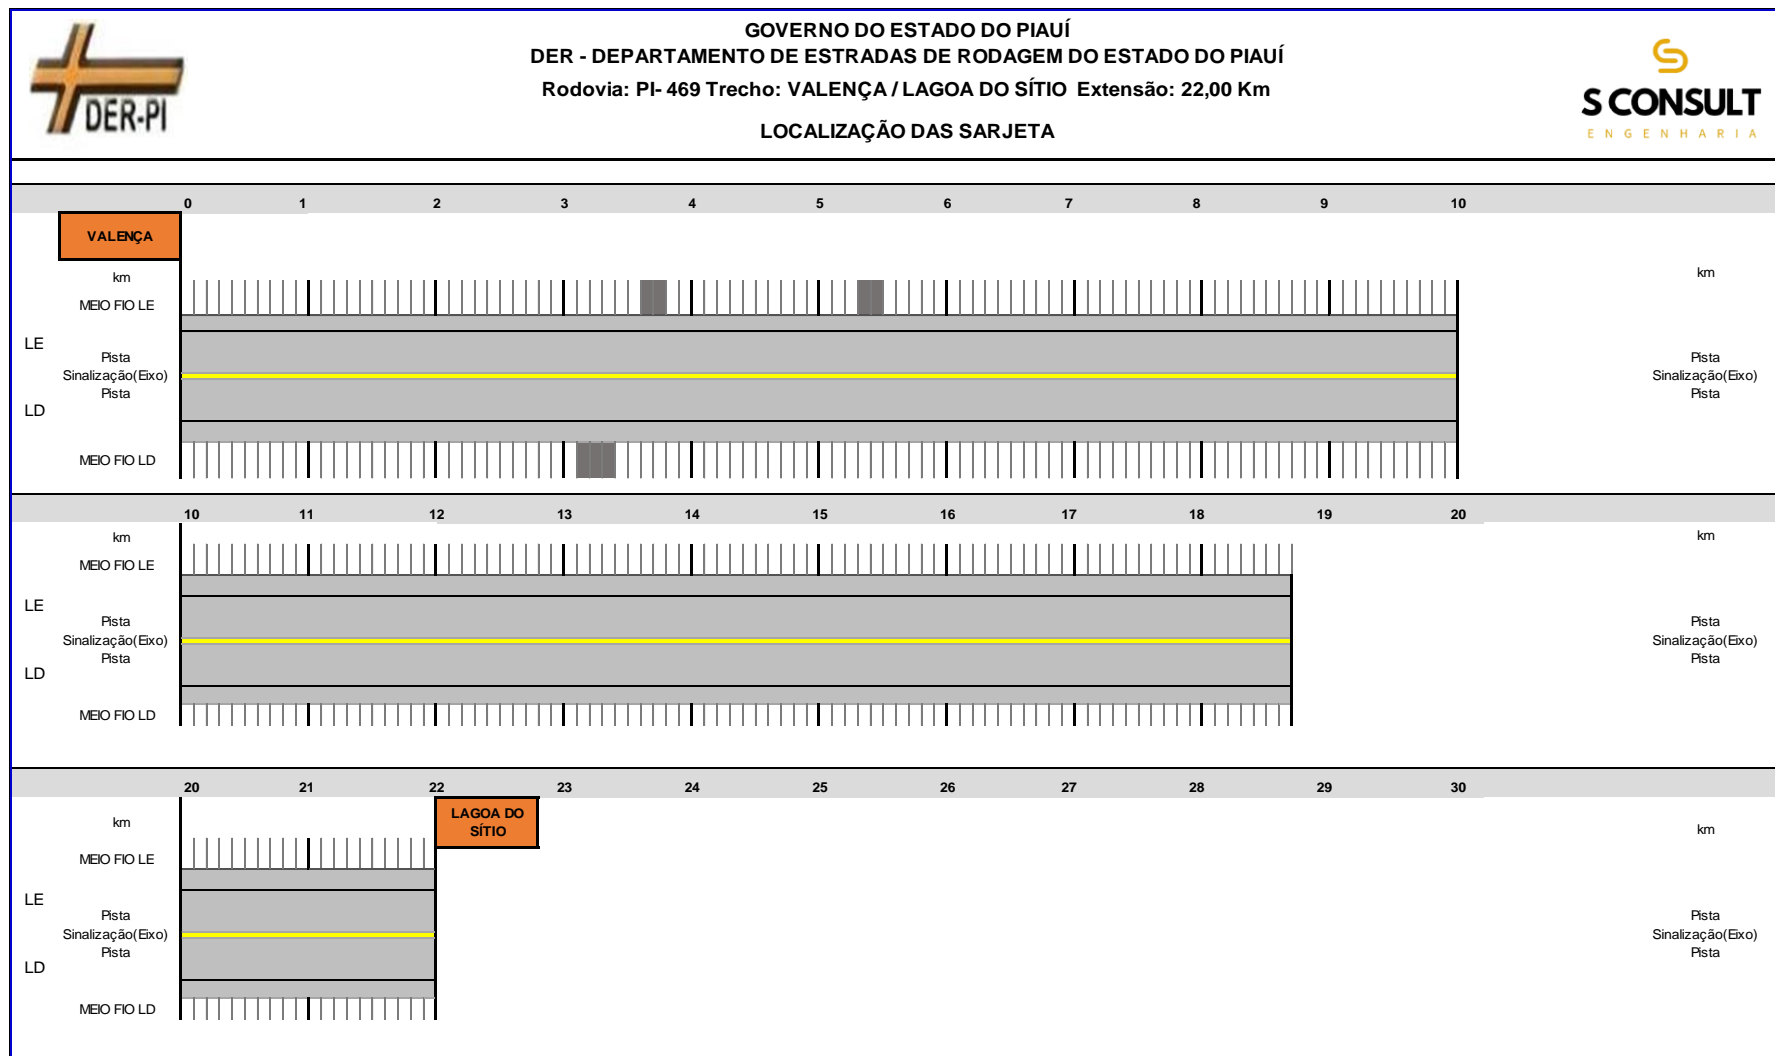 GOVERNO DO ESTADO DO PIAUÍ
DER - DEPARTAMENTO DE ESTRADAS DE RODAGEM DO ESTADO DO PIAUÍ
Rodovia: PI- 469 Trecho: VALENÇA / LAGOA DO SÍTIO Extensão: 22,00 Km
LOCALIZAÇÃO DAS SARJETA
DER-PI
S CONSULT
ENGENHARIA
0 1 2 3 4 5 6 7 8 9 10
VALENÇA
km km
MEIO FIO LE
LE
Pista Pista
Sinalização(Eixo) Sinalização(Eixo)
Pista Pista
LD
MEIO FIO LD
10 11 12 13 14 15 16 17 18 19 20
km km
MEIO FIO LE
LE
Pista Pista
Sinalização(Eixo) Sinalização(Eixo)
Pista Pista
LD
MEIO FIO LD
20 21 22 23 24 25 26 27 28 29 30
LAGOA DO
SÍTIO
km km
MEIO FIO LE
LE
Pista Pista
Sinalização(Eixo) Sinalização(Eixo)
Pista Pista
LD
MEIO FIO LD